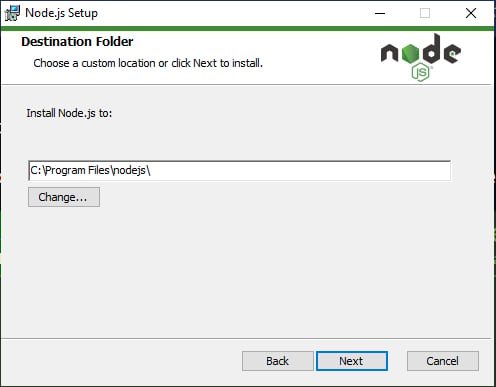 Node.js Setup
Destination Folder
Choose a custom location or click Next to install.
node
JS
Install Node.js to:
C:\Program Files\nodejs\
Change...
Back Next Cancel